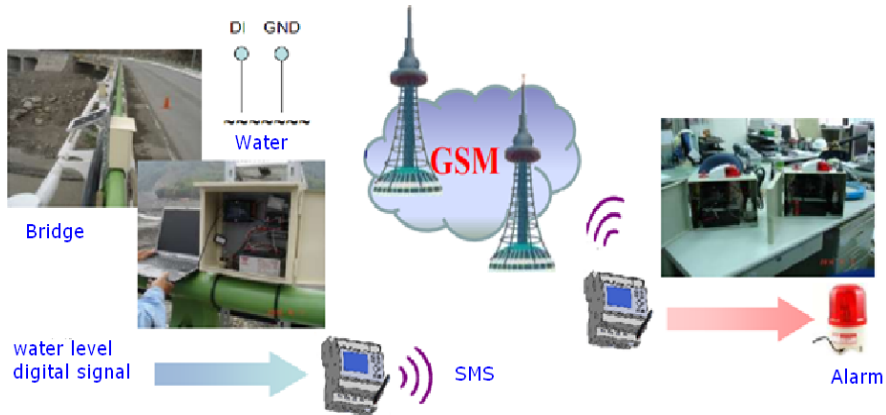 DI GND
Water
GSM
Bridge
water level
digital signal
SMS
Alarm